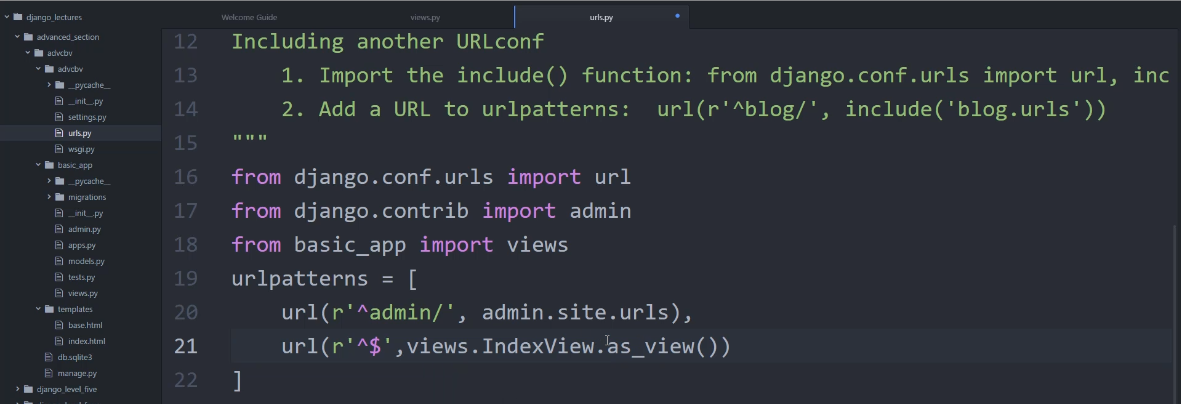 django_lectures
advanced_section
advcbv
advcbv
__pycache__
__init__.py
settings.py
urls.py
wsgi.py
basic_app
__pycache__
migrations
__init__.py
admin.py
apps.py
models.py
tests.py
views.py
templates
base.html
index.html
db.sqlite3
manage.py
django_level_five
Welcome Guide views.py urls.py
12 Including another URLconf
13     1. Import the include() function: from django.conf.urls import url, inc
14     2. Add a URL to urlpatterns:  url(r'^blog/', include('blog.urls'))
15 """
16 from django.conf.urls import url
17 from django.contrib import admin
18 from basic_app import views
19 urlpatterns = [
20     url(r'^admin/', admin.site.urls),
21     url(r'^$',views.IndexView.as_view())
22 ]